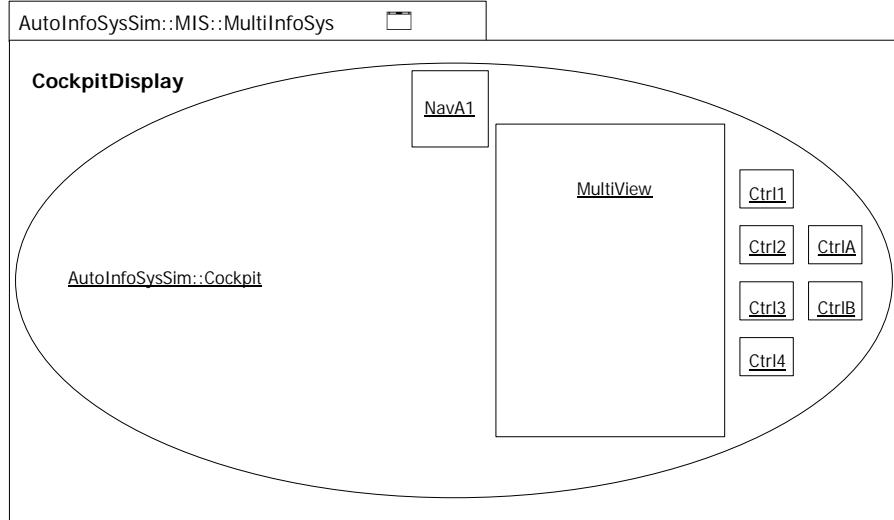 AutoInfoSysSim::MIS::MultiInfoSys
CockpitDisplay
NavA1
MultiView
Ctrl1
Ctrl2
CtrlA
AutoInfoSysSim::Cockpit
Ctrl3
CtrlB
Ctrl4